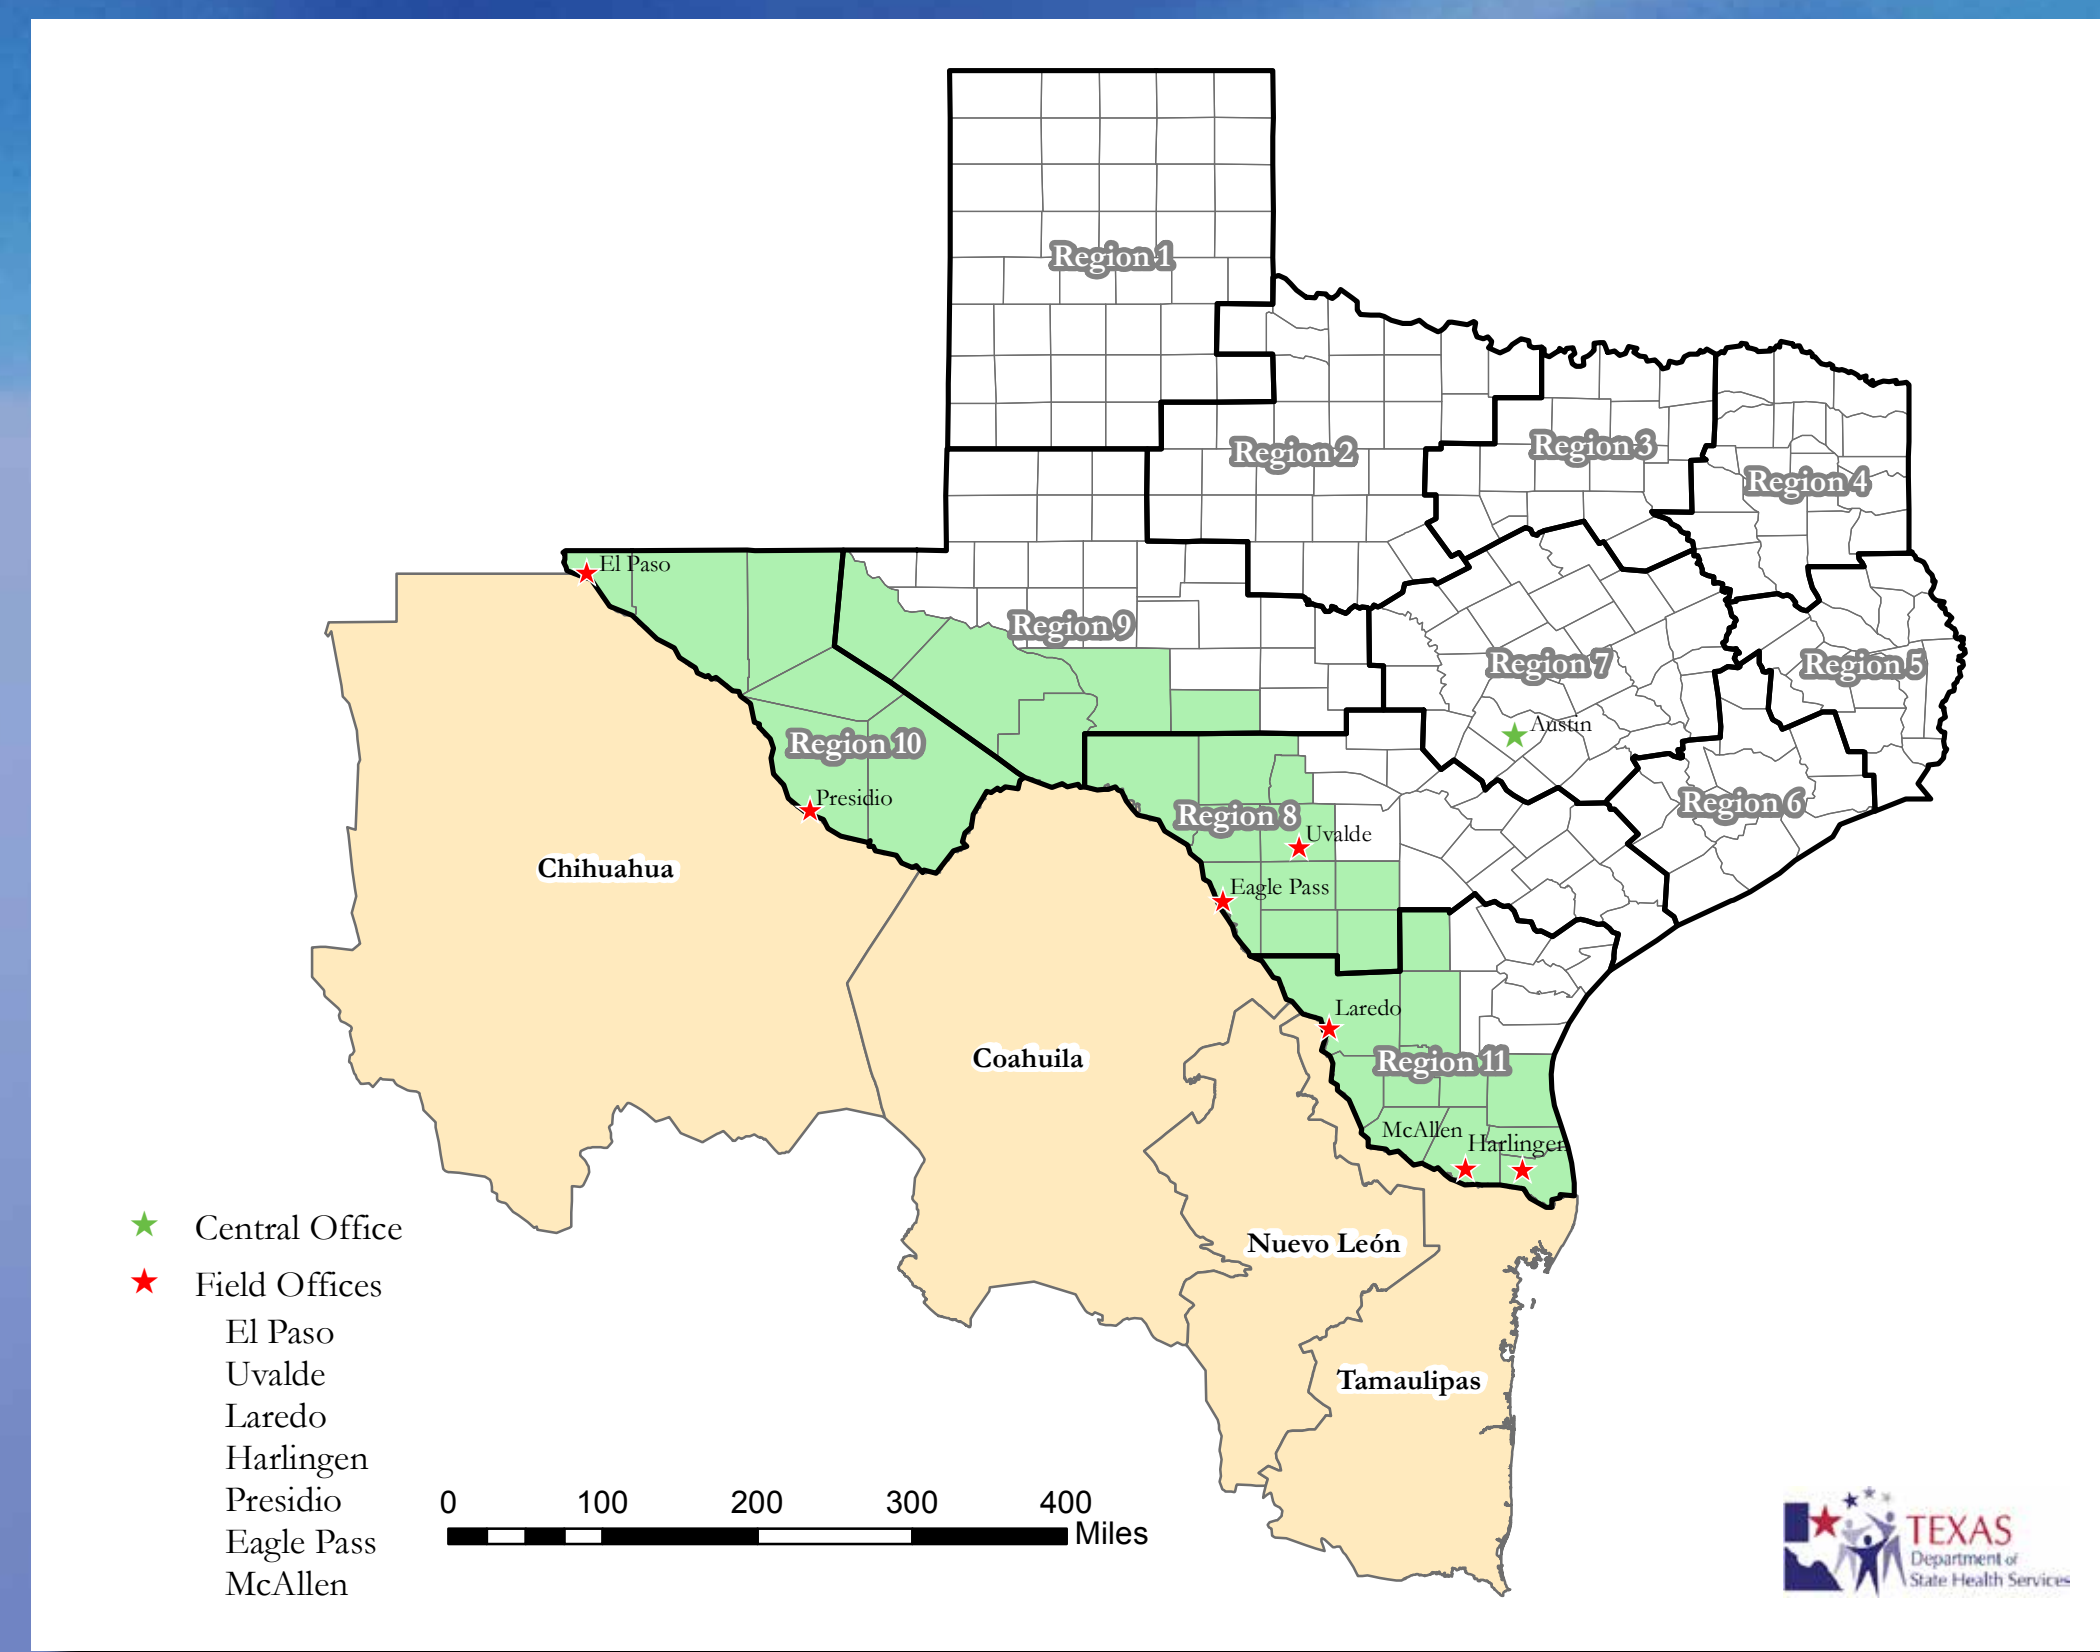 Region 1
Region 2
Region 3
Region 4
El Paso
Region 9
Region 7
Region 5
Austin
Region 10
Presidio
Region 8
Region 6
Uvalde
Chihuahua
Eagle Pass
Laredo
Coahuila
Region 11
McAllen
Harlingen
Nuevo León
Tamaulipas
Central Office
Field Offices
El Paso
Uvalde
Laredo
Harlingen
Presidio
Eagle Pass
McAllen
0 100 200 300 400
Miles
TEXAS
Department of
State Health Services